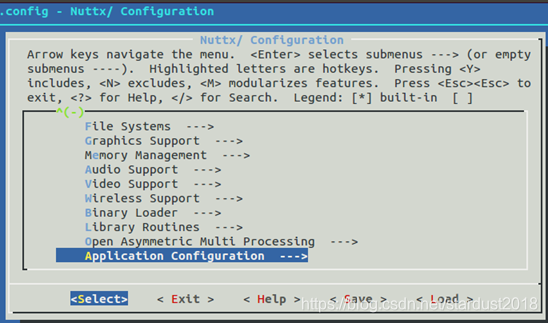 .config - Nuttx/ Configuration
Nuttx/ Configuration
Arrow keys navigate the menu.  <Enter> selects submenus ---> (or empty
submenus ----).  Highlighted letters are hotkeys.  Pressing <Y>
includes, <N> excludes, <M> modularizes features.  Press <Esc><Esc> to
exit, <?> for Help, </> for Search.  Legend: [*] built-in  [ ]
^(-)
File Systems  --->
Graphics Support  --->
Memory Management  --->
Audio Support  --->
Video Support  --->
Wireless Support  --->
Binary Loader  --->
Library Routines  --->
Open Asymmetric Multi Processing  --->
Application Configuration  --->
<Select>    < Exit >    < Help >    < Save >    < Load >
https://blog.csdn.net/stardust2018